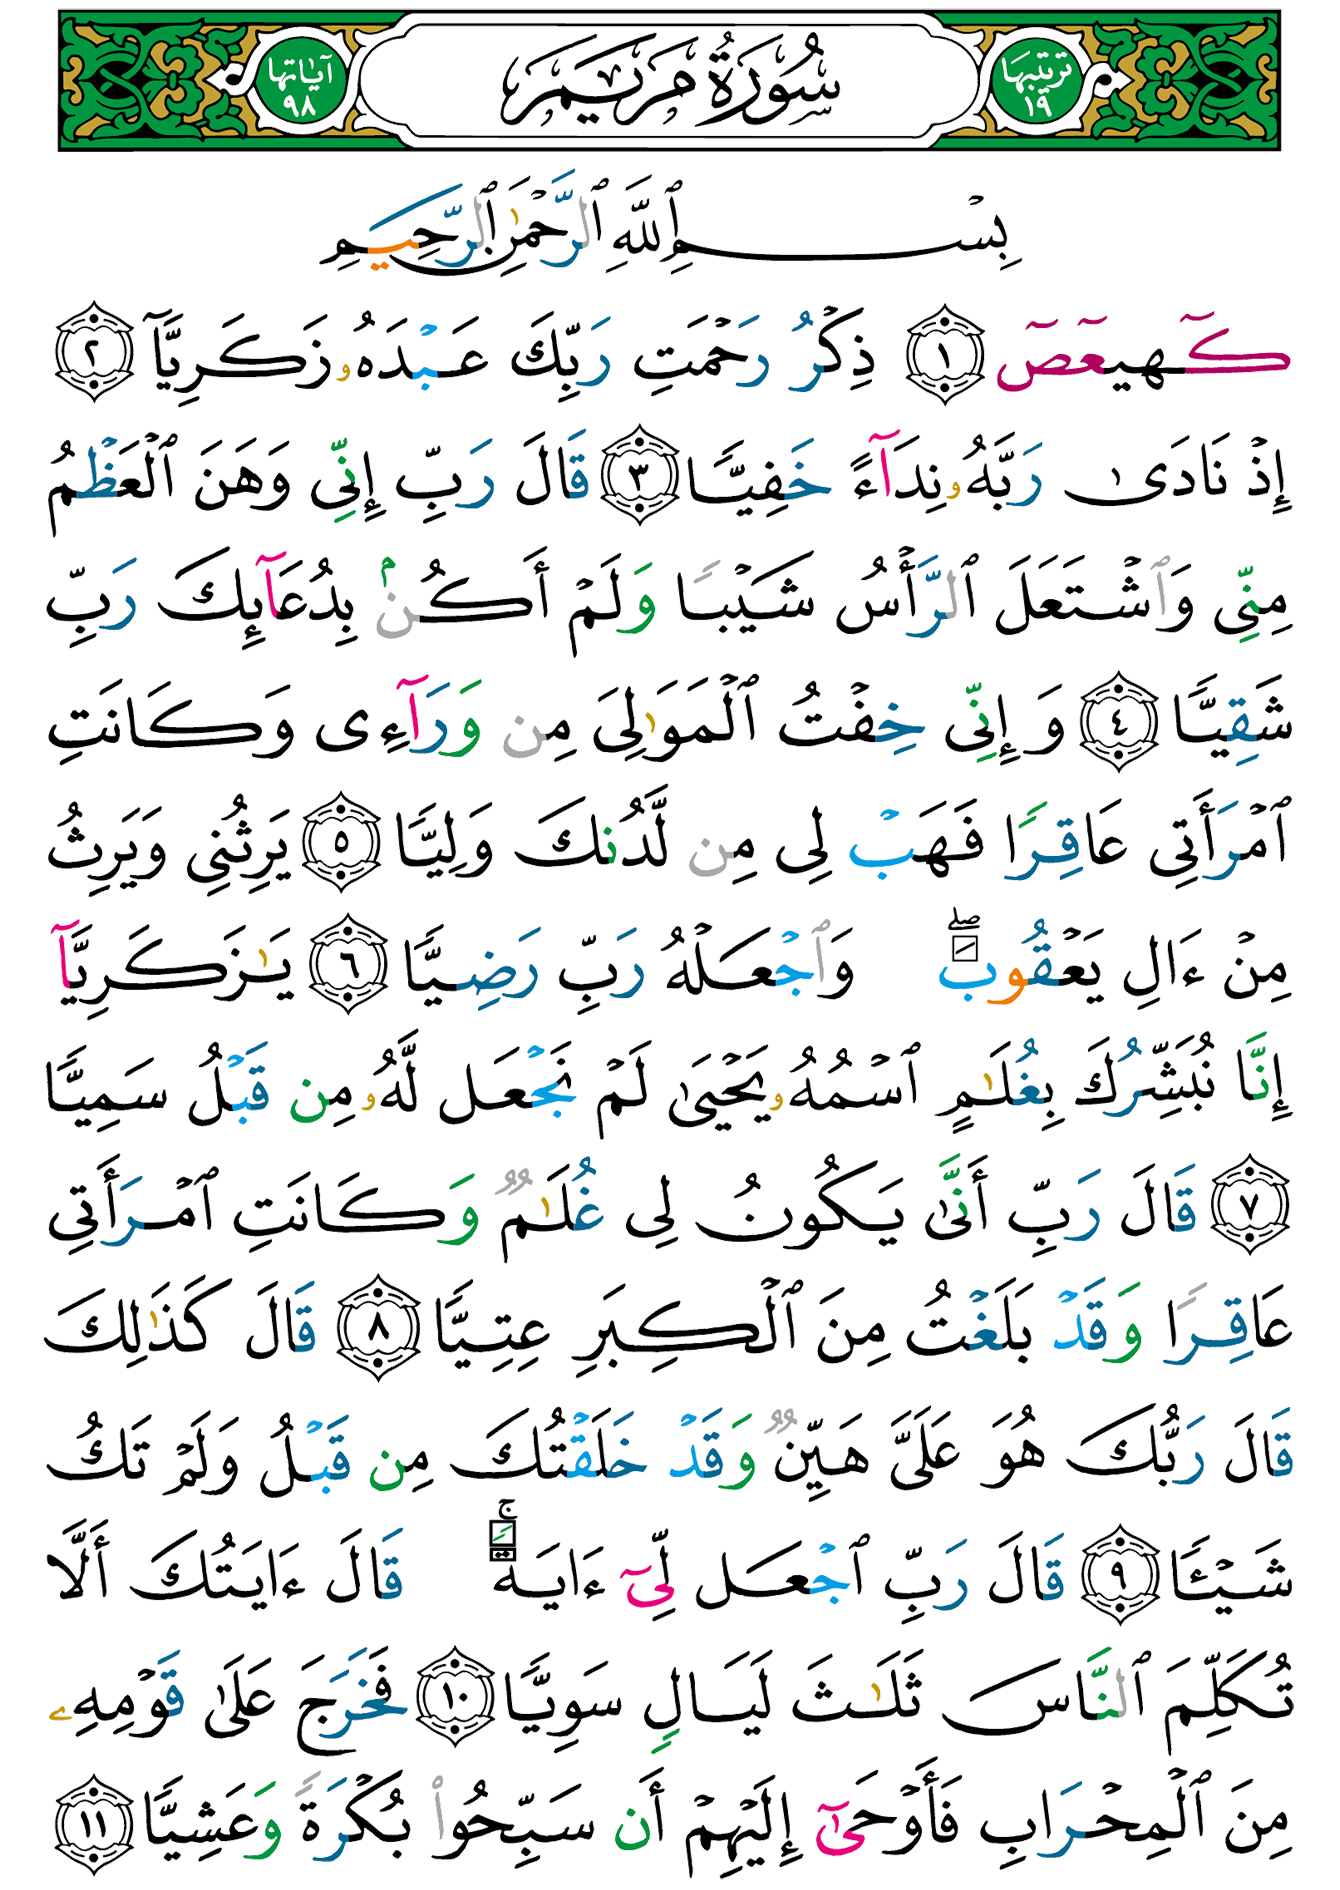 ترتيبها ١٩ سُورَةُ مَرْيَمَ آياتها ٩٨
بِسْمِ ٱللَّهِ ٱلرَّحْمَٰنِ ٱلرَّحِيمِ
كٓهيعٓصٓ ١ ذِكْرُ رَحْمَتِ رَبِّكَ عَبْدَهُۥ زَكَرِيَّآ ٢
إِذْ نَادَىٰ رَبَّهُۥ نِدَآءً خَفِيًّا ٣ قَالَ رَبِّ إِنِّى وَهَنَ ٱلْعَظْمُ
مِنِّى وَٱشْتَعَلَ ٱلرَّأْسُ شَيْبًا وَلَمْ أَكُنۢ بِدُعَآئِكَ رَبِّ
شَقِيًّا ٤ وَإِنِّى خِفْتُ ٱلْمَوَٰلِىَ مِن وَرَآءِى وَكَانَتِ
ٱمْرَأَتِى عَاقِرًا فَهَبْ لِى مِن لَّدُنكَ وَلِيًّا ٥ يَرِثُنِى وَيَرِثُ
مِنْ ءَالِ يَعْقُوبَ ۖ وَٱجْعَلْهُ رَبِّ رَضِيًّا ٦ يَٰزَكَرِيَّآ
إِنَّا نُبَشِّرُكَ بِغُلَٰمٍ ٱسْمُهُۥ يَحْيَىٰ لَمْ نَجْعَل لَّهُۥ مِن قَبْلُ سَمِيًّا
٧ قَالَ رَبِّ أَنَّىٰ يَكُونُ لِى غُلَٰمٌ وَكَانَتِ ٱمْرَأَتِى
عَاقِرًا وَقَدْ بَلَغْتُ مِنَ ٱلْكِبَرِ عِتِيًّا ٨ قَالَ كَذَٰلِكَ
قَالَ رَبُّكَ هُوَ عَلَىَّ هَيِّنٌ وَقَدْ خَلَقْتُكَ مِن قَبْلُ وَلَمْ تَكُ
شَيْـًٔا ٩ قَالَ رَبِّ ٱجْعَل لِّىٓ ءَايَةً ۚ قَالَ ءَايَتُكَ أَلَّا
تُكَلِّمَ ٱلنَّاسَ ثَلَٰثَ لَيَالٍ سَوِيًّا ١٠ فَخَرَجَ عَلَىٰ قَوْمِهِۦ
مِنَ ٱلْمِحْرَابِ فَأَوْحَىٰٓ إِلَيْهِمْ أَن سَبِّحُوا۟ بُكْرَةً وَعَشِيًّا ١١